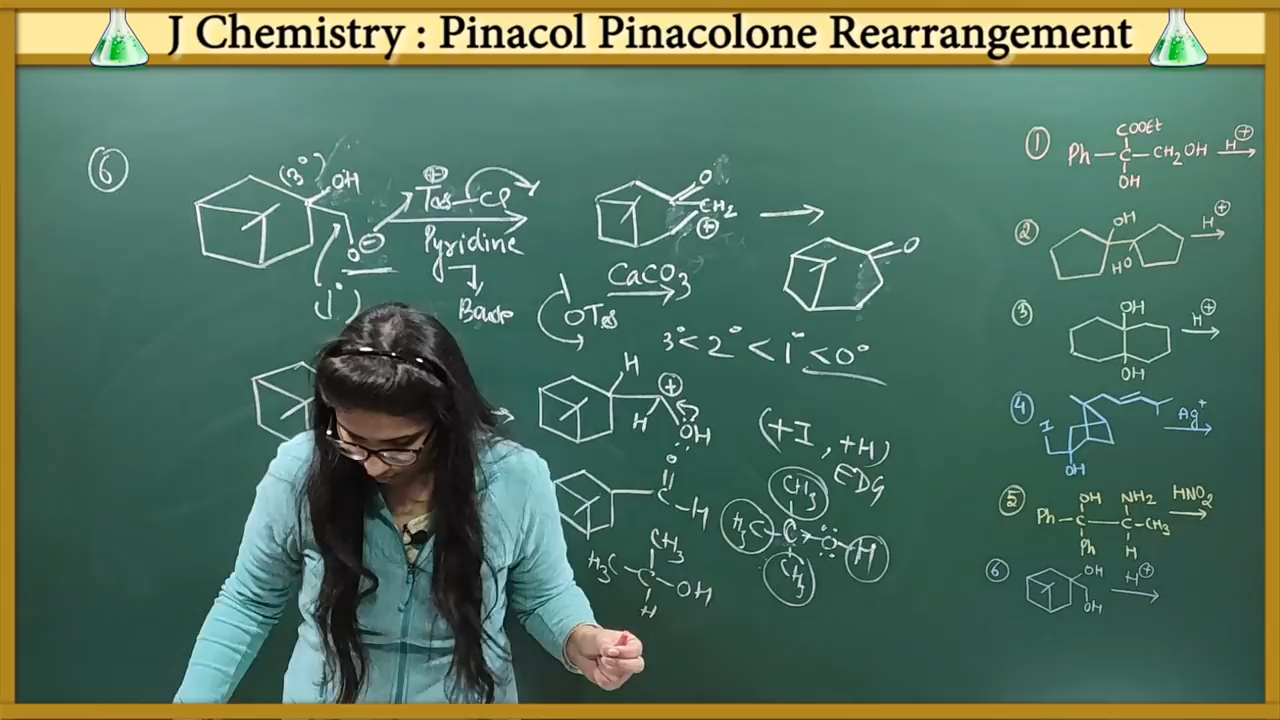 J Chemistry : Pinacol Pinacolone Rearrangement
6
(3°)
OH
O⊖
(1°)
⊕
Tos—Cl
Pyridine
Base
O
CH2
⊕
O
CaCO3
OTos
3° < 2° < 1° < 0°
H
⊕
H
OH
O
C—H
CH3
H3C—C—OH
H
(+I, +H)
EDG
CH3
H3C—C—O—H
CH3
1
COOEt
Ph—C—CH2OH H⊕
OH
2
OH
HO
H⊕
3
OH
H⊕
OH
4
I
OH
Ag+
5
OH NH2 HNO2
Ph—C—C—CH3
Ph H
6
OH
OH
H⊕